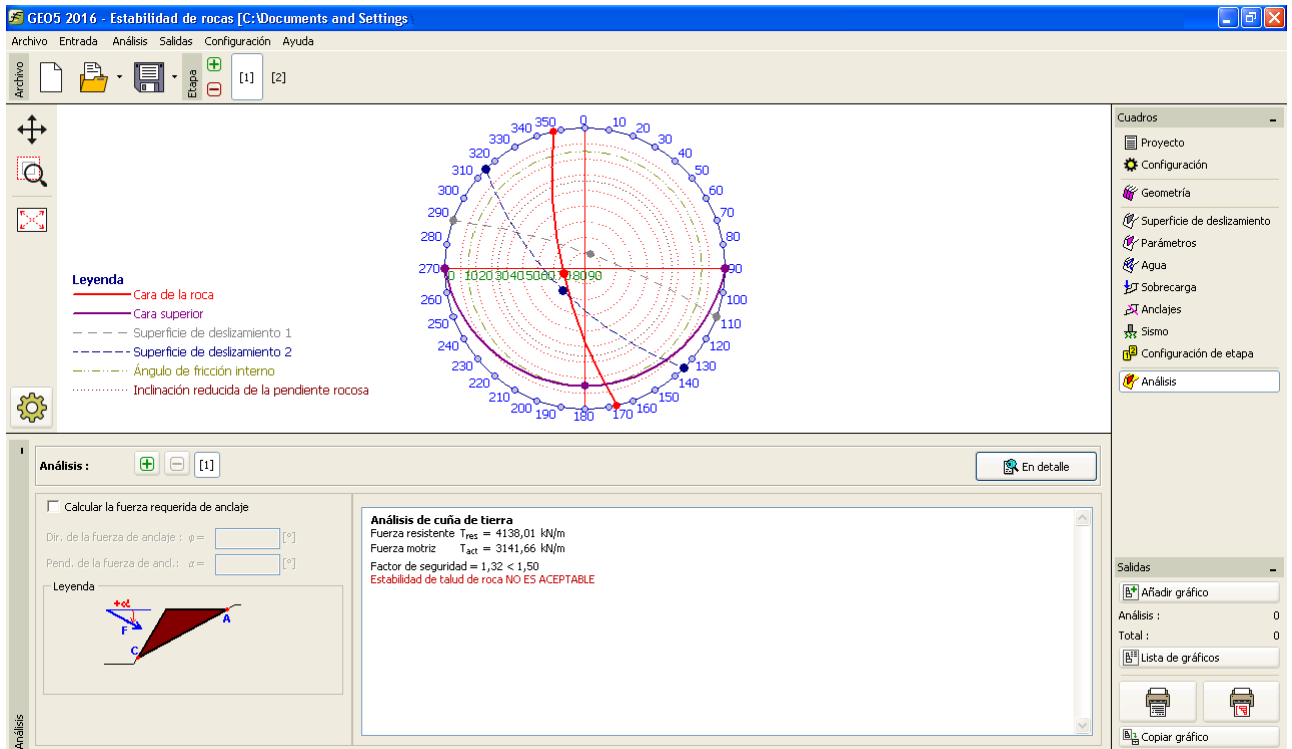 GEO5 2016 - Estabilidad de rocas [C:\Documents and Settings
Archivo Entrada Análisis Salidas Configuración Ayuda
Archivo
Etapa
[1] [2]
0 10 20 30 40 50 60 70 80 90 100 110 120 130 140 150 160 170 180 190 200 210 220 230 240 250 260 270 280 290 300 310 320 330 340 350
0 10 20 30 40 50 60 70 80 90
Leyenda
Cara de la roca
Cara superior
Superficie de deslizamiento 1
Superficie de deslizamiento 2
Ángulo de fricción interno
Inclinación reducida de la pendiente rocosa
Cuadros
Proyecto
Configuración
Geometría
Superficie de deslizamiento
Parámetros
Agua
Sobrecarga
Anclajes
Sismo
Configuración de etapa
Análisis
Análisis :
[1]
En detalle
Calcular la fuerza requerida de anclaje
Dir. de la fuerza de anclaje : φ = [°]
Pend. de la fuerza de ancl.: α = [°]
Leyenda
+α
F
A
C
Análisis de cuña de tierra
Fuerza resistente Tres = 4138,01 kN/m
Fuerza motriz Tact = 3141,66 kN/m
Factor de seguridad = 1,32 < 1,50
Estabilidad de talud de roca NO ES ACEPTABLE
Análisis
Salidas
Añadir gráfico
Análisis : 0
Total : 0
Lista de gráficos
Copiar gráfico